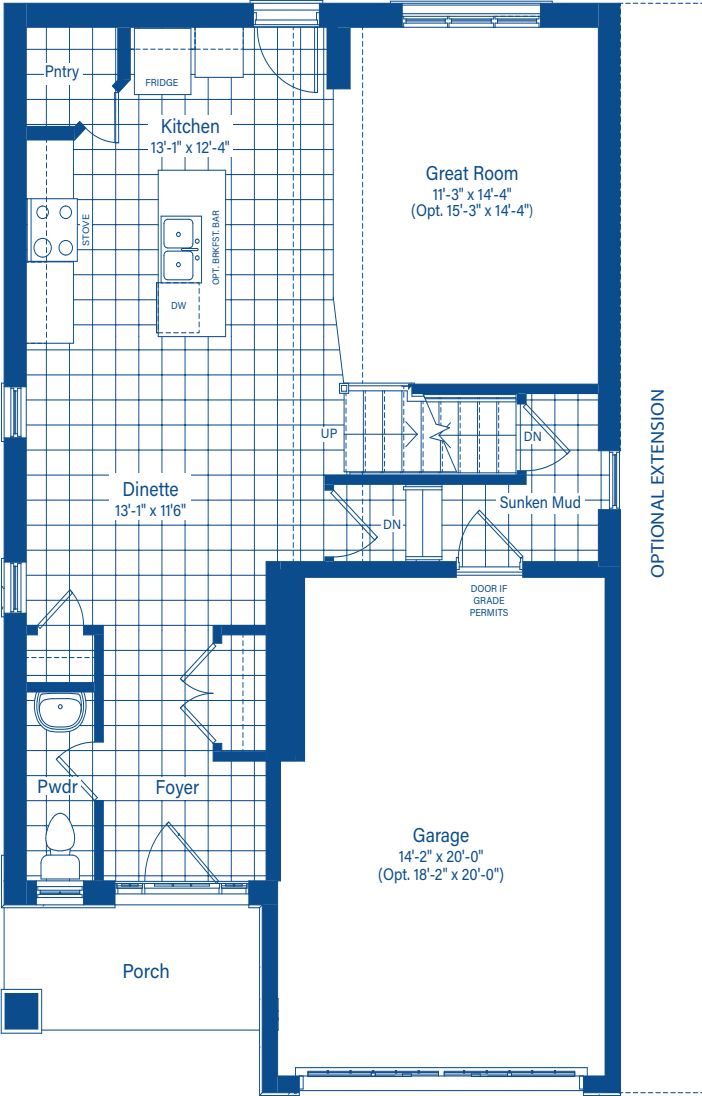 Pntry
FRIDGE
Kitchen
13'-1" x 12'-4"
STOVE
OPT. BRKFST. BAR
DW
Great Room
11'-3" x 14'-4"
(Opt. 15'-3" x 14'-4")
UP
DN
Dinette
13'-1" x 11'6"
Sunken Mud
DN
OPTIONAL EXTENSION
DOOR IF
GRADE
PERMITS
Pwdr
Foyer
Garage
14'-2" x 20'-0"
(Opt. 18'-2" x 20'-0")
Porch